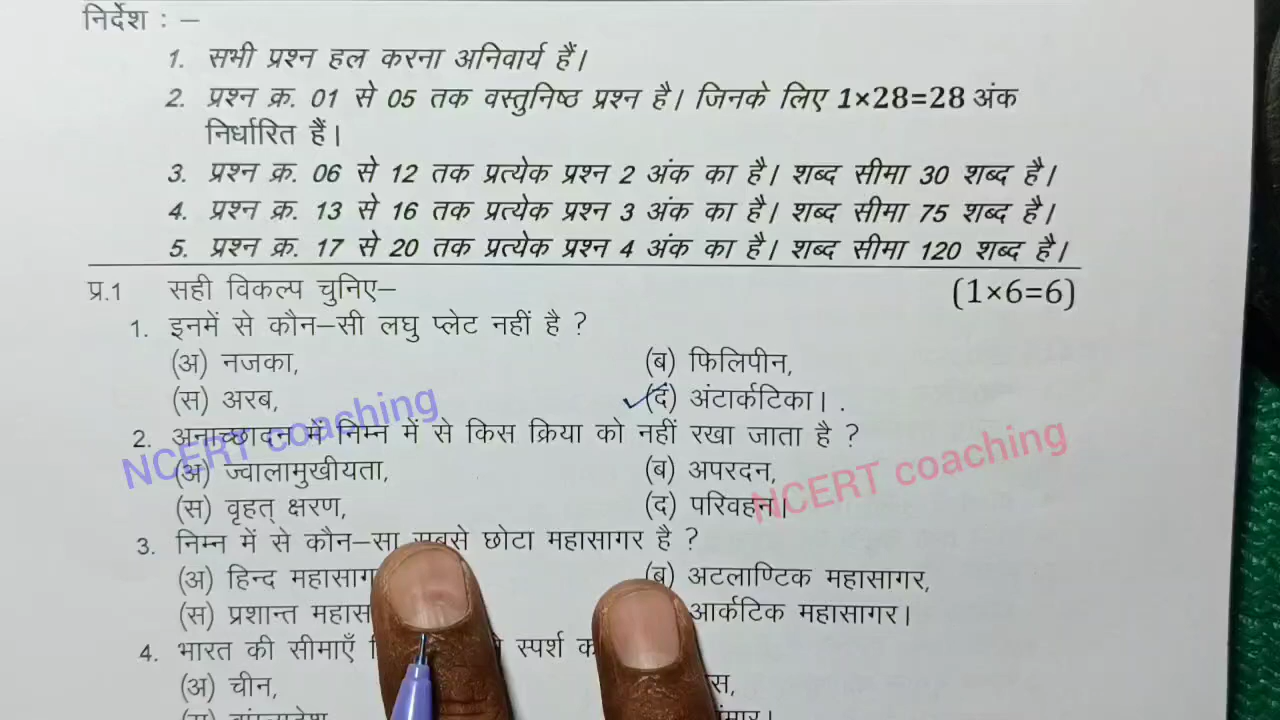 निर्देश : –
1. सभी प्रश्न हल करना अनिवार्य हैं।
2. प्रश्न क्र. 01 से 05 तक वस्तुनिष्ठ प्रश्न है। जिनके लिए 1×28=28 अंक
निर्धारित हैं।
3. प्रश्न क्र. 06 से 12 तक प्रत्येक प्रश्न 2 अंक का है। शब्द सीमा 30 शब्द है।
4. प्रश्न क्र. 13 से 16 तक प्रत्येक प्रश्न 3 अंक का है। शब्द सीमा 75 शब्द है।
5. प्रश्न क्र. 17 से 20 तक प्रत्येक प्रश्न 4 अंक का है। शब्द सीमा 120 शब्द है।
प्र.1 सही विकल्प चुनिए– (1×6=6)
1. इनमें से कौन–सी लघु प्लेट नहीं है ?
(अ) नजका, (ब) फिलिपीन,
(स) अरब, (द) अंटार्कटिका। .
NCERT coaching
2. अनाच्छादन में निम्न में से किस क्रिया को नहीं रखा जाता है ?
(अ) ज्वालामुखीयता, (ब) अपरदन,
NCERT coaching
(स) वृहत् क्षरण, (द) परिवहन।
3. निम्न में से कौन–सा सबसे छोटा महासागर है ?
(अ) हिन्द (ब) अटलाण्टिक महासागर,
(स) प्रशान्त आर्कटिक महासागर।
4. भारत की सीमाएँ स्पर्श
(अ) चीन,